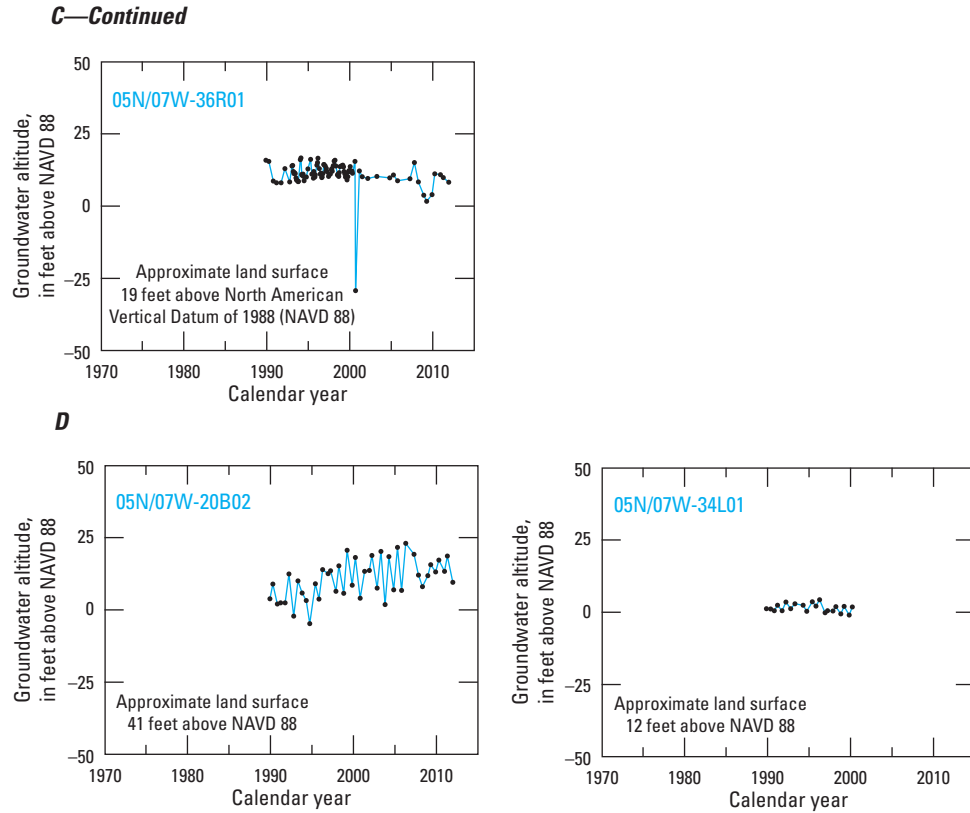 C—Continued
Groundwater altitude,
in feet above NAVD 88
50
25
0
–25
–50
05N/07W-36R01
Approximate land surface
19 feet above North American
Vertical Datum of 1988 (NAVD 88)
1970 1980 1990 2000 2010
Calendar year
D
Groundwater altitude,
in feet above NAVD 88
50
25
0
–25
–50
05N/07W-20B02
Approximate land surface
41 feet above NAVD 88
1970 1980 1990 2000 2010
Calendar year
Groundwater altitude,
in feet above NAVD 88
50
25
0
–25
–50
05N/07W-34L01
Approximate land surface
12 feet above NAVD 88
1970 1980 1990 2000 2010
Calendar year